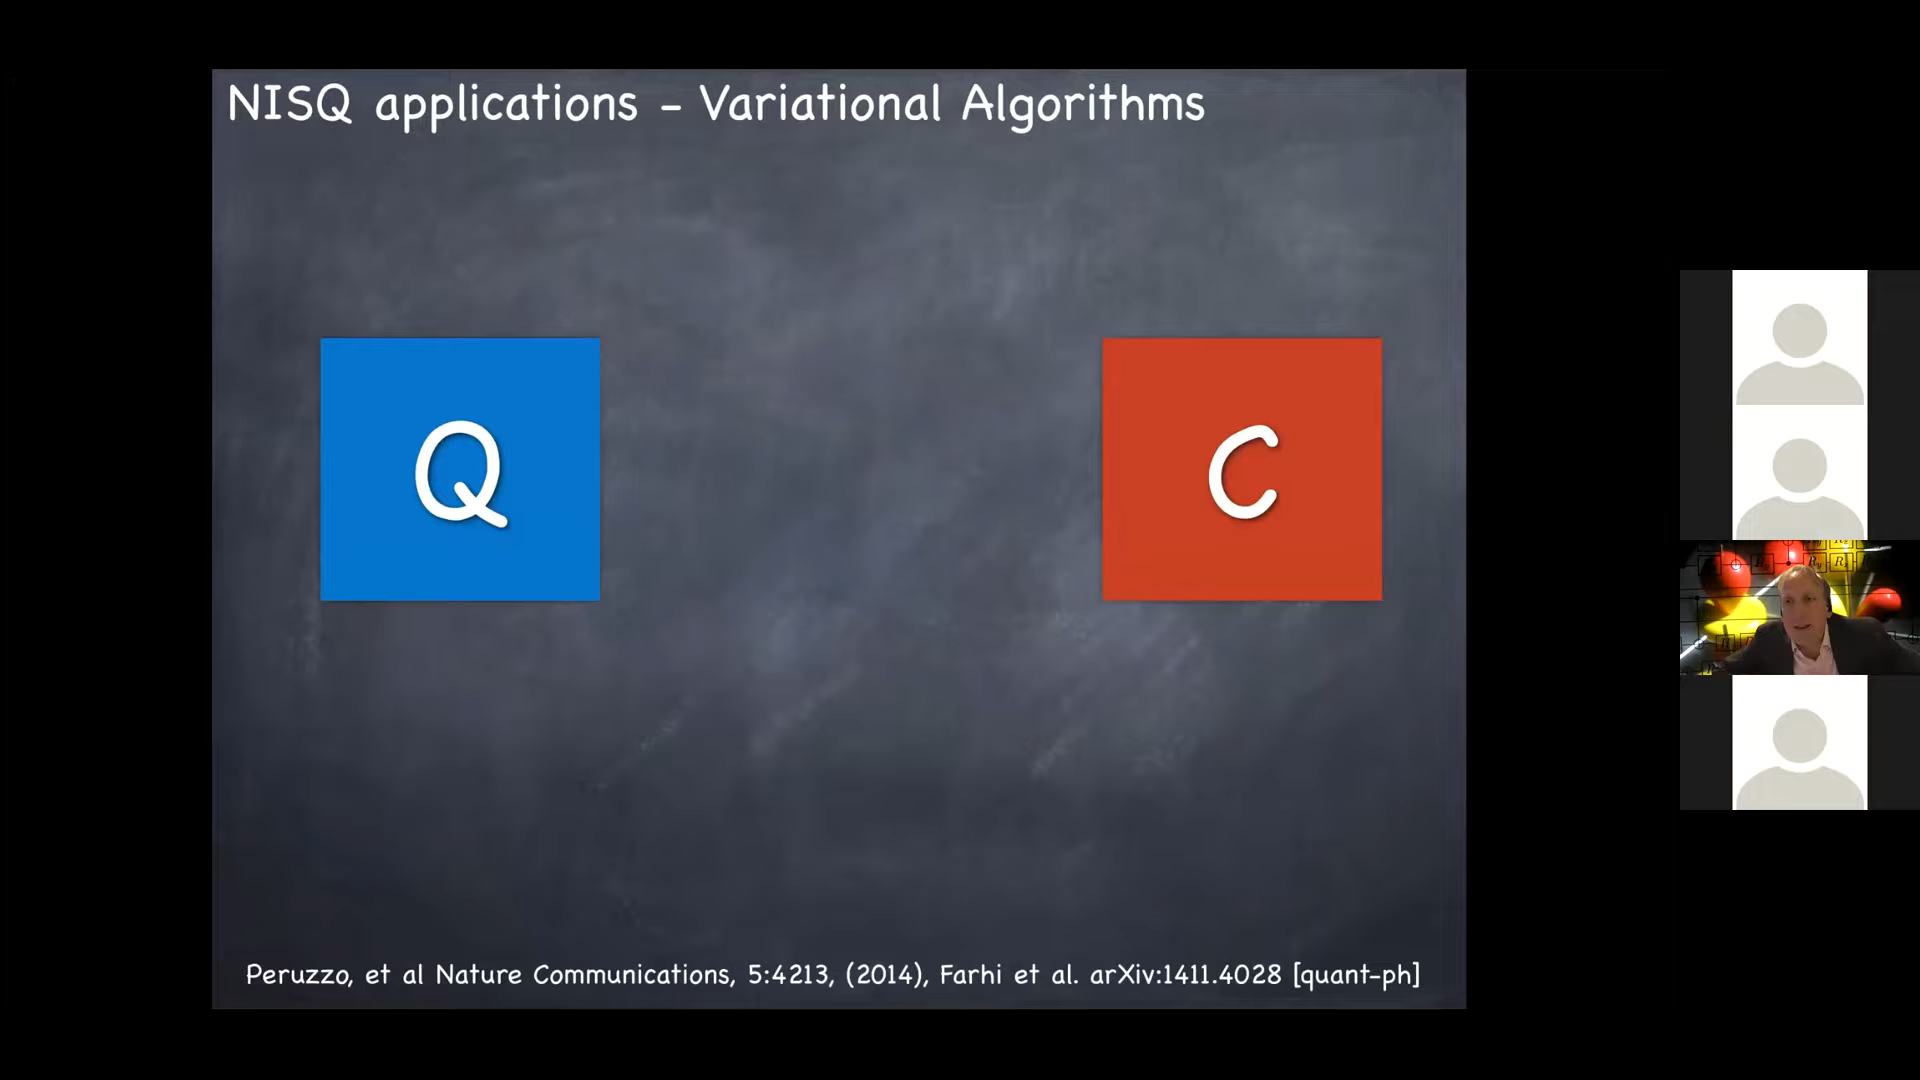 NISQ applications - Variational Algorithms
Q
C
Peruzzo, et al Nature Communications, 5:4213, (2014), Farhi et al. arXiv:1411.4028 [quant-ph]